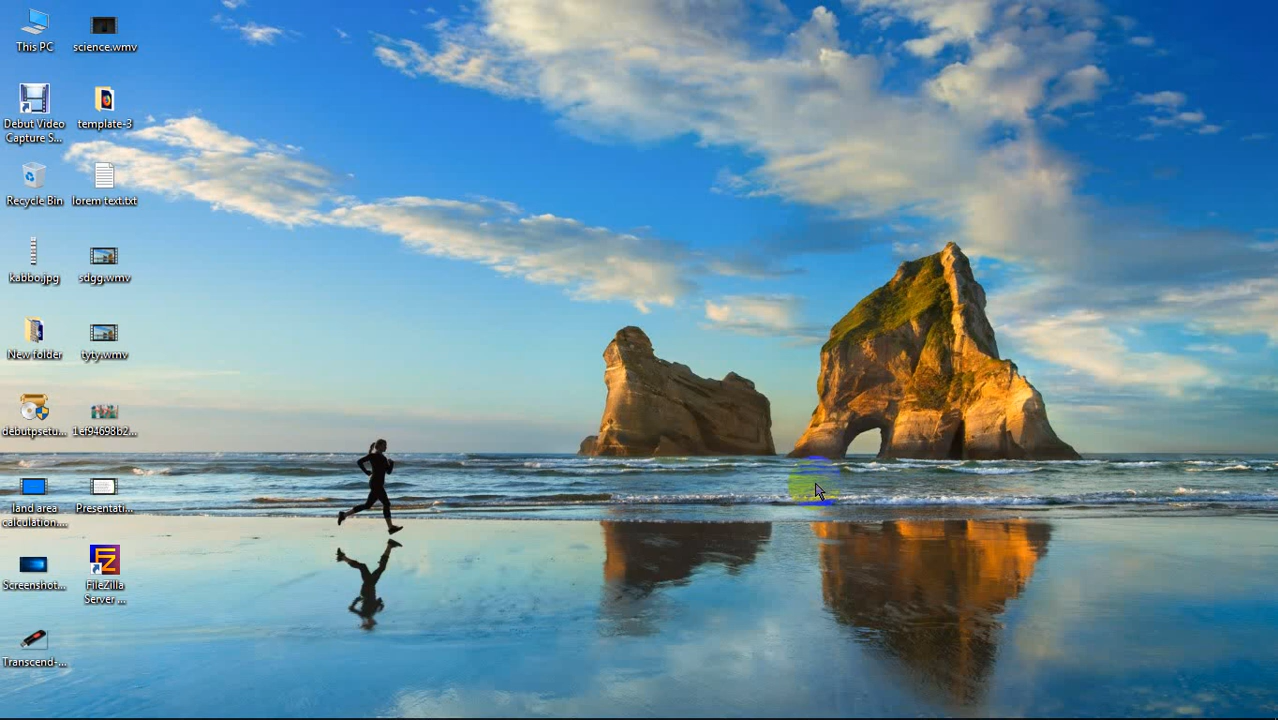 This PC
science.wmv
Debut Video
Capture S...
template-3
Recycle Bin
lorem text.txt
kabbo.jpg
sdgg.wmv
New folder
tyty.wmv
debutpsetu...
1ef94698b2...
land area
calculation....
Presentati...
Screenshot...
FileZilla
Server ...
Transcend-...